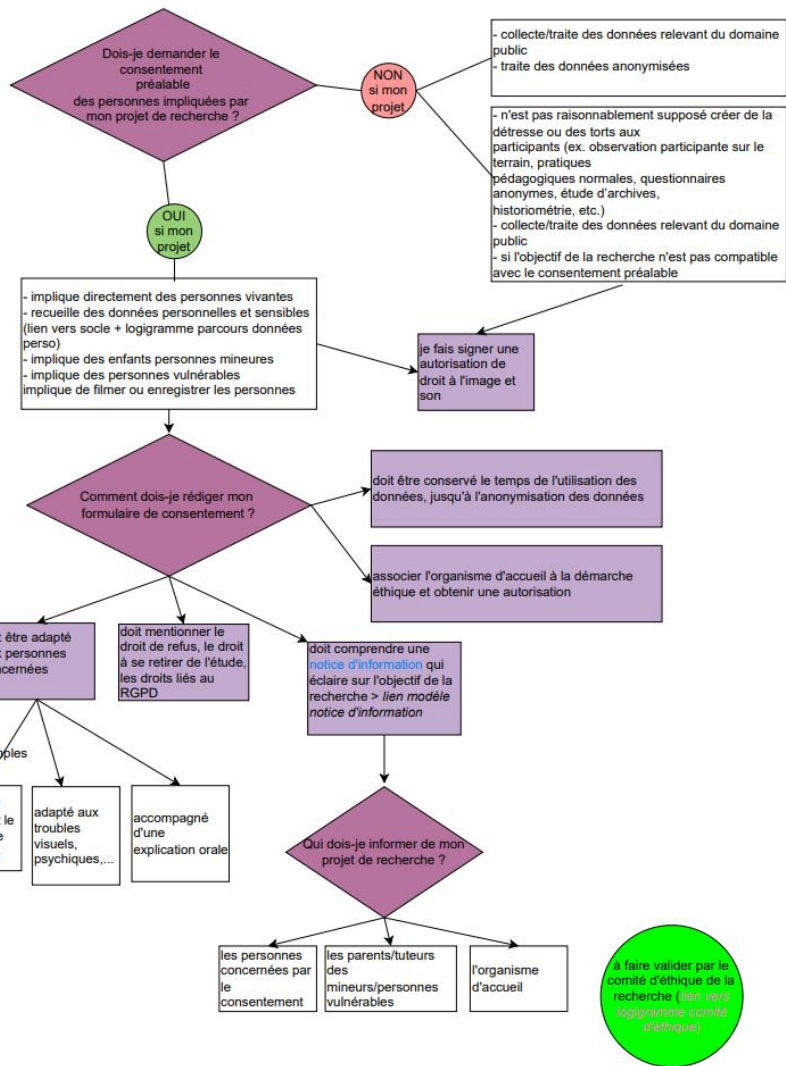 Dois-je demander le
consentement
préalable
des personnes impliquées par
mon projet de recherche ?
NON
si mon
projet
- collecte/traite des données relevant du domaine
public
- traite des données anonymisées
- n'est pas raisonnablement supposé créer de la
détresse ou des torts aux
participants (ex. observation participante sur le
terrain, pratiques
pédagogiques normales, questionnaires
anonymes, étude d'archives,
historiométrie, etc.)
- collecte/traite des données relevant du domaine
public
- si l'objectif de la recherche n'est pas compatible
avec le consentement préalable
OUI
si mon
projet
- implique directement des personnes vivantes
- recueille des données personnelles et sensibles
(lien vers socle + logigramme parcours données
perso)
- implique des enfants personnes mineures
- implique des personnes vulnérables
implique de filmer ou enregistrer les personnes
je fais signer une
autorisation de
droit à l'image et
son
Comment dois-je rédiger mon
formulaire de consentement ?
doit être conservé le temps de l'utilisation des
données, jusqu'à l'anonymisation des données
associer l'organisme d'accueil à la démarche
éthique et obtenir une autorisation
être adapté
personnes
doit mentionner le
droit de refus, le droit
à se retirer de l'étude,
les droits liés au
RGPD
doit comprendre une
notice d'information qui
éclaire sur l'objectif de la
recherche > lien modèle
notice d'information
le
adapté aux
troubles
visuels,
psychiques,...
accompagné
d'une
explication orale
Qui dois-je informer de mon
projet de recherche ?
les personnes
concernées par
le
consentement
les parents/tuteurs
des
mineurs/personnes
vulnérables
l'organisme
d'accueil
à faire valider par le
comité d'éthique de la
recherche (lien vers
logigramme comité
d'éthique)